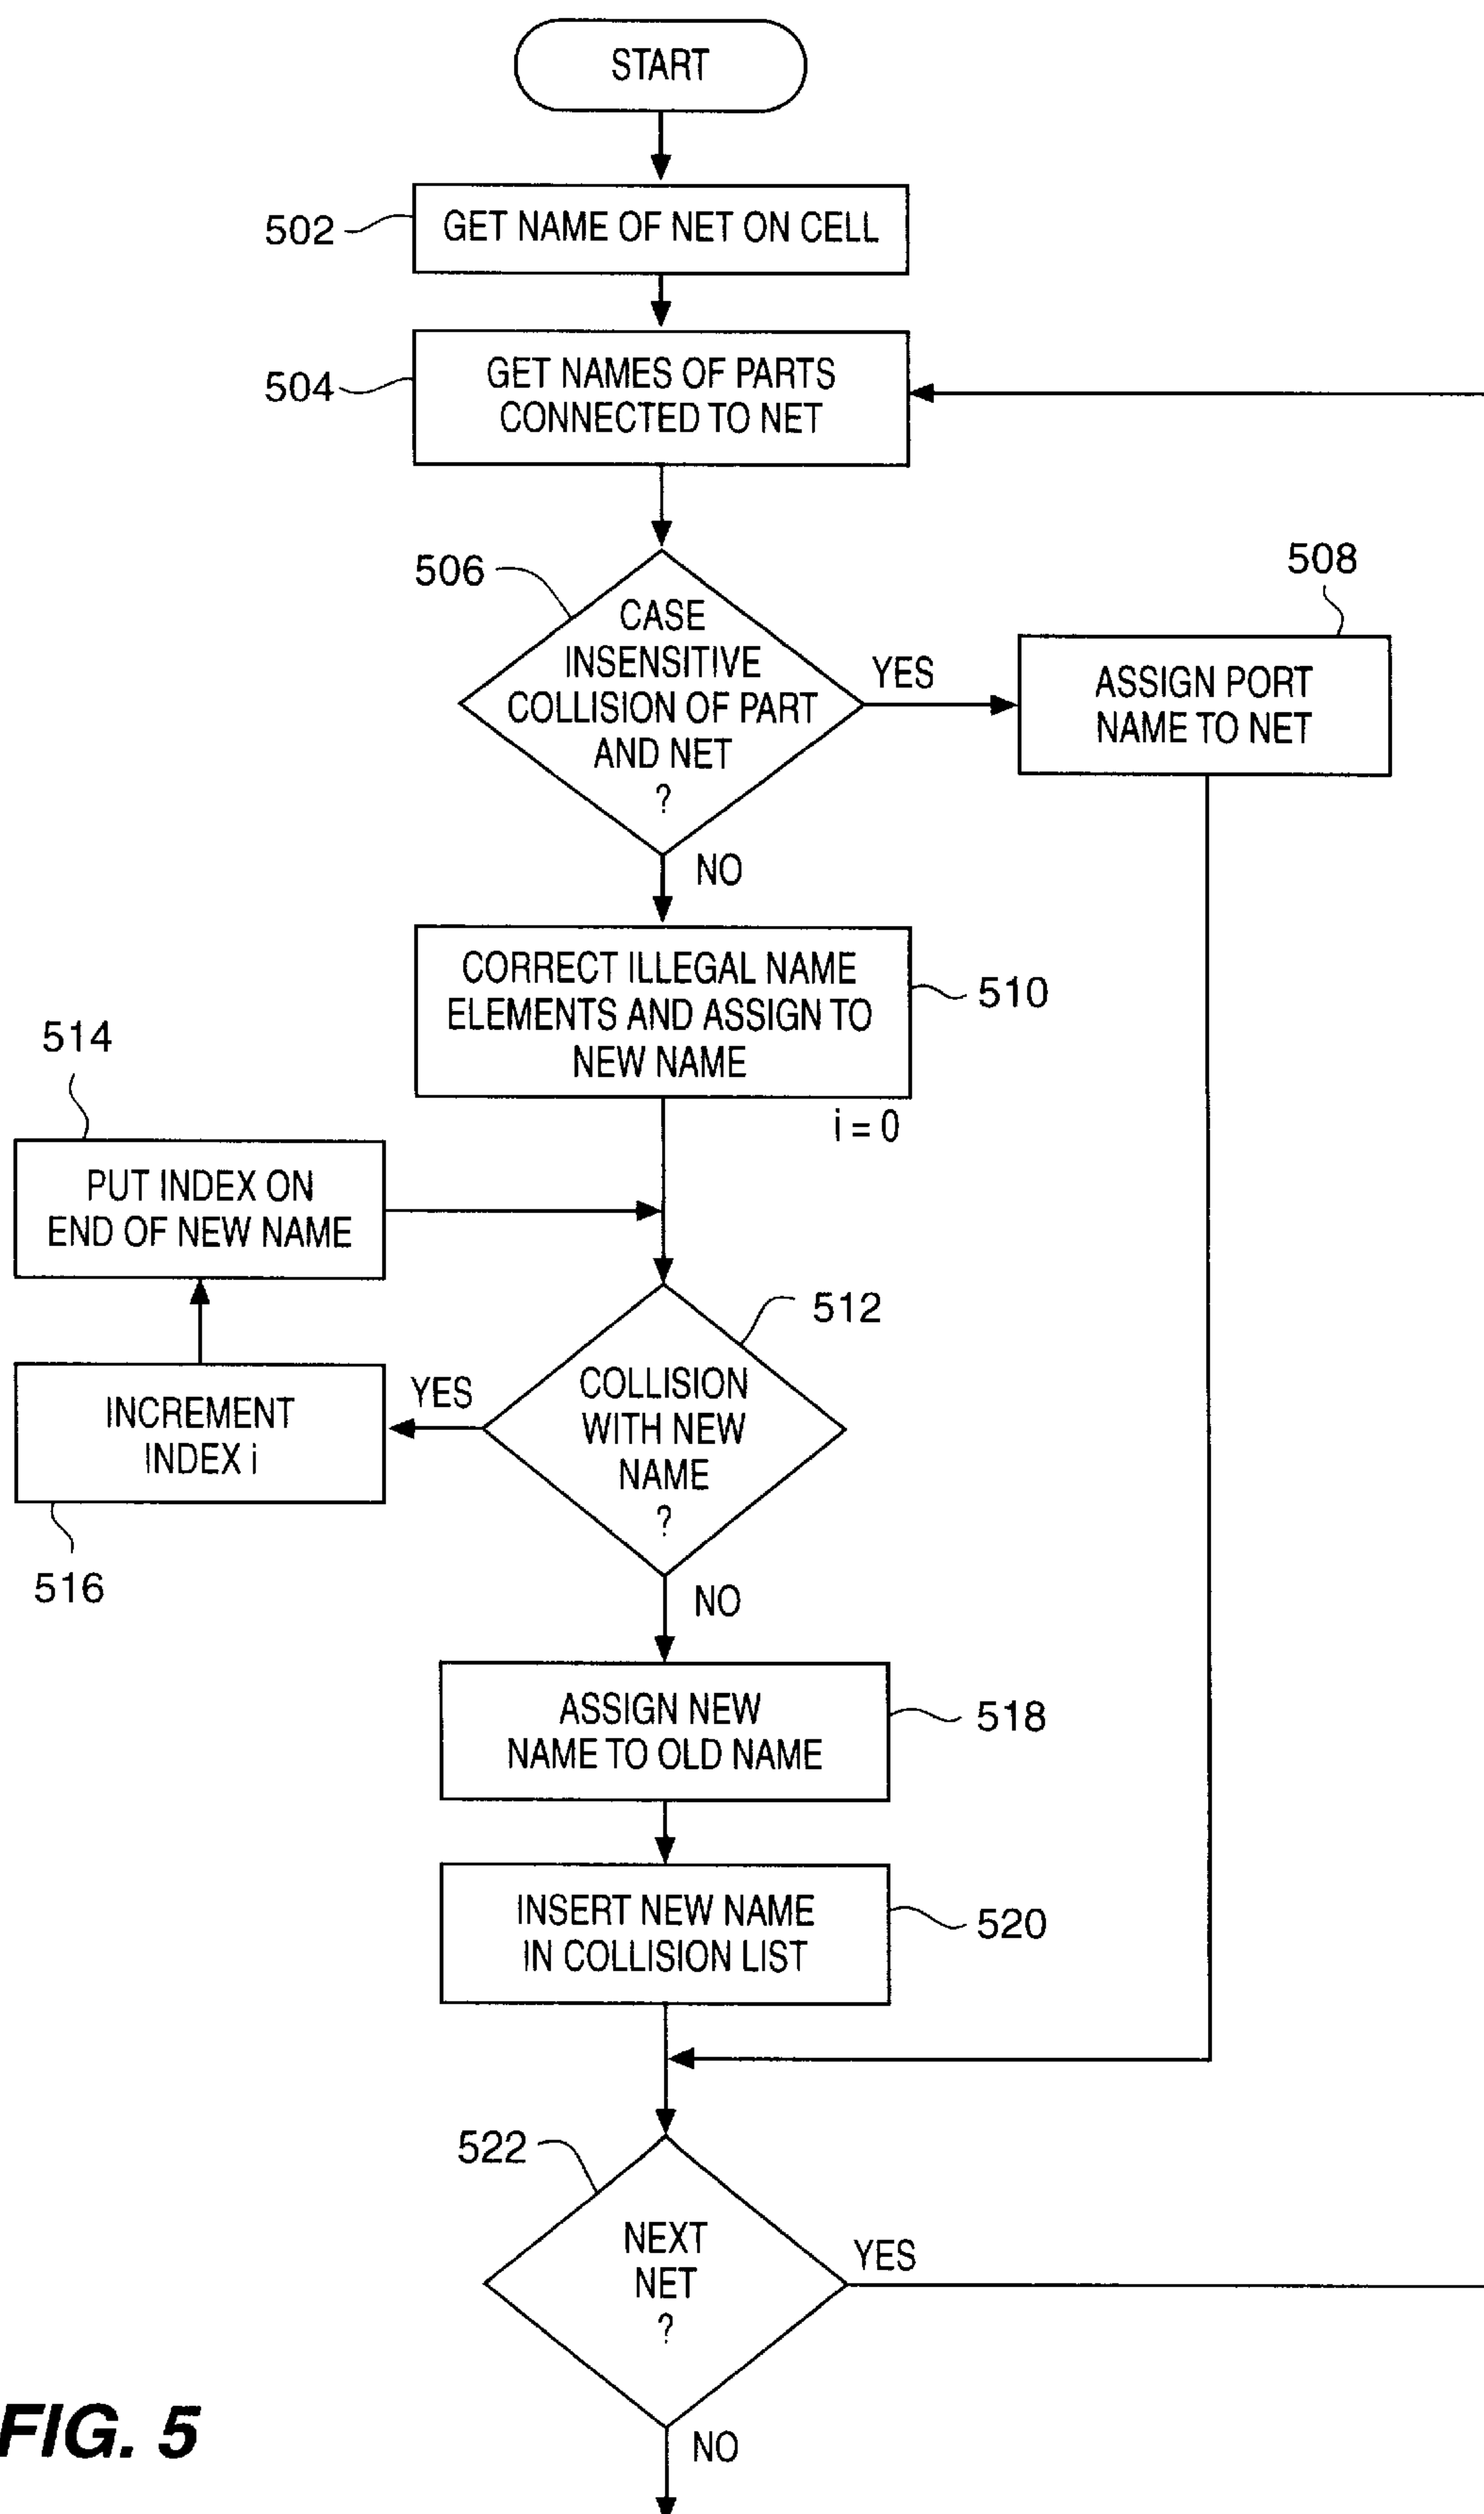 START
502
GET NAME OF NET ON CELL
504
GET NAMES OF PARTS
CONNECTED TO NET
506
CASE
INSENSITIVE
COLLISION OF PART
AND NET
?
YES
508
ASSIGN PORT
NAME TO NET
NO
CORRECT ILLEGAL NAME
ELEMENTS AND ASSIGN TO
NEW NAME
510
i = 0
514
PUT INDEX ON
END OF NEW NAME
512
COLLISION
WITH NEW
NAME
?
YES
INCREMENT
INDEX i
516
NO
ASSIGN NEW
NAME TO OLD NAME
518
INSERT NEW NAME
IN COLLISION LIST
520
522
NEXT
NET
?
YES
NO
FIG. 5